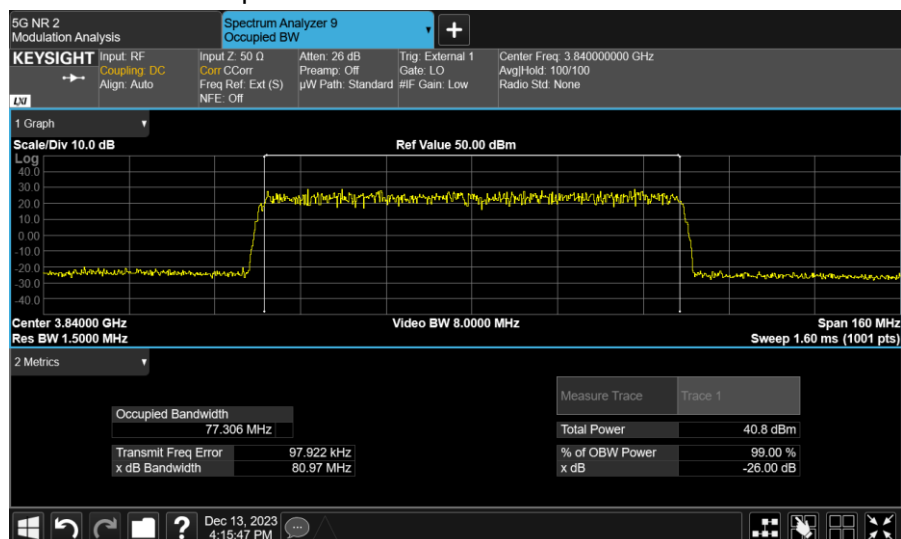 5G NR 2
Modulation Analysis
Spectrum Analyzer 9
Occupied BW
+
KEYSIGHT
Input: RF
Coupling: DC
Align: Auto
Input Z: 50 Ω
Corr CCorr
Freq Ref: Ext (S)
NFE: Off
Atten: 26 dB
Preamp: Off
µW Path: Standard
Trig: External 1
Gate: LO
#IF Gain: Low
Center Freq: 3.840000000 GHz
Avg|Hold: 100/100
Radio Std: None
LXI
1 Graph
Scale/Div 10.0 dB
Ref Value 50.00 dBm
Log
40.0
30.0
20.0
10.0
0.00
-10.0
-20.0
-30.0
-40.0
Center 3.84000 GHz
Video BW 8.0000 MHz
Span 160 MHz
Res BW 1.5000 MHz
Sweep 1.60 ms (1001 pts)
2 Metrics
Measure Trace
Trace 1
Occupied Bandwidth
77.306 MHz
Total Power 40.8 dBm
Transmit Freq Error 97.922 kHz
% of OBW Power 99.00 %
x dB Bandwidth 80.97 MHz
x dB -26.00 dB
?
Dec 13, 2023
4:15:47 PM